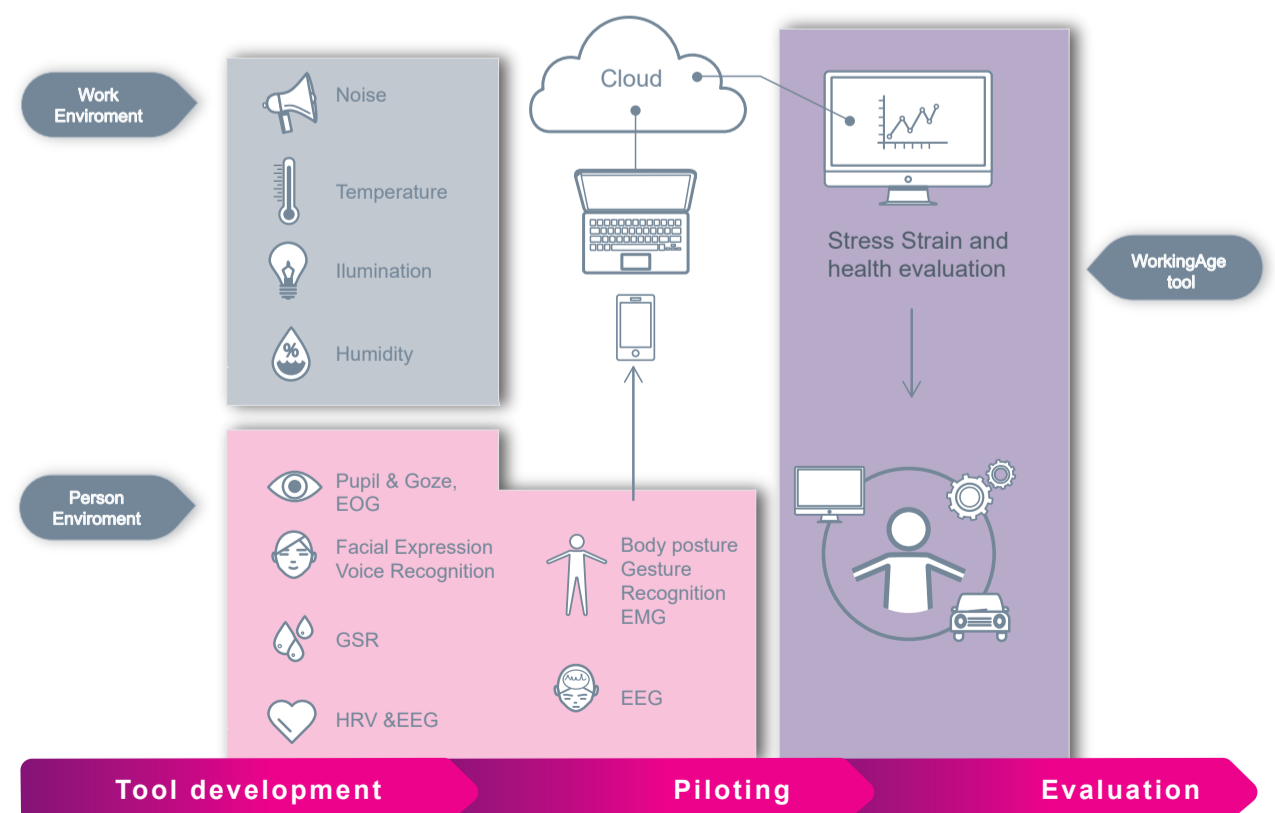 Work
Enviroment
Noise
Temperature
Ilumination
%
Humidity
Cloud
Stress Strain and
health evaluation
WorkingAge
tool
Person
Enviroment
Pupil & Goze,
EOG
Facial Expression
Voice Recognition
GSR
HRV &EEG
Body posture
Gesture
Recognition
EMG
EEG
Tool development
Piloting
Evaluation